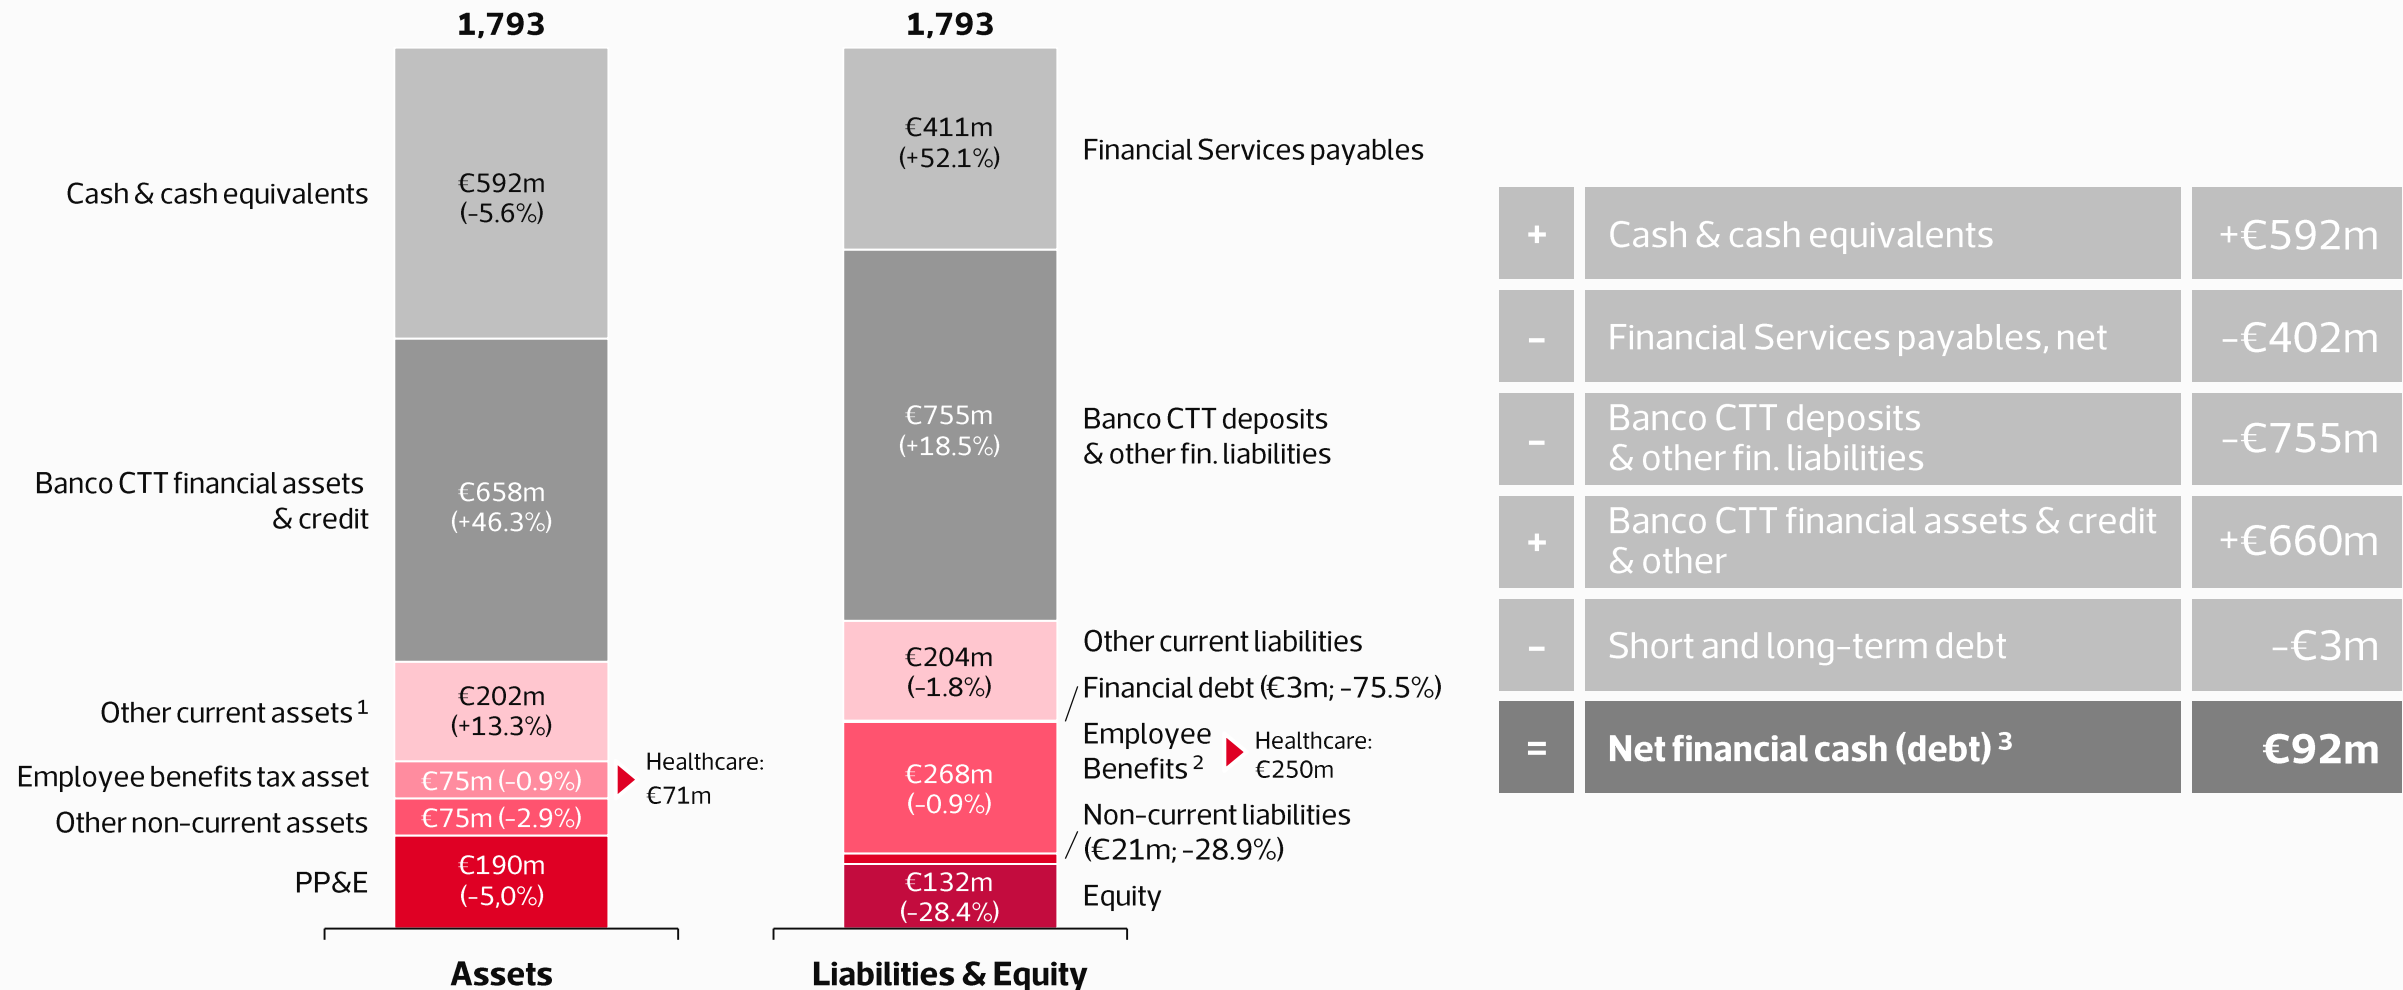 1,793
Cash & cash equivalents
€592m
(-5.6%)
Banco CTT financial assets
& credit
€658m
(+46.3%)
Other current assets 1
€202m
(+13.3%)
Employee benefits tax asset
€75m (-0.9%)
Healthcare:
€71m
Other non-current assets
€75m (-2.9%)
PP&E
€190m
(-5,0%)
Assets
1,793
€411m
(+52.1%)
Financial Services payables
€755m
(+18.5%)
Banco CTT deposits
& other fin. liabilities
€204m
(-1.8%)
Other current liabilities
Financial debt (€3m; -75.5%)
€268m
(-0.9%)
Employee
Benefits 2
Healthcare:
€250m
Non-current liabilities
(€21m; -28.9%)
€132m
(-28.4%)
Equity
Liabilities & Equity
+ Cash & cash equivalents +€592m
- Financial Services payables, net -€402m
- Banco CTT deposits
& other fin. liabilities -€755m
+ Banco CTT financial assets & credit
& other +€660m
- Short and long-term debt -€3m
= Net financial cash (debt) 3 €92m